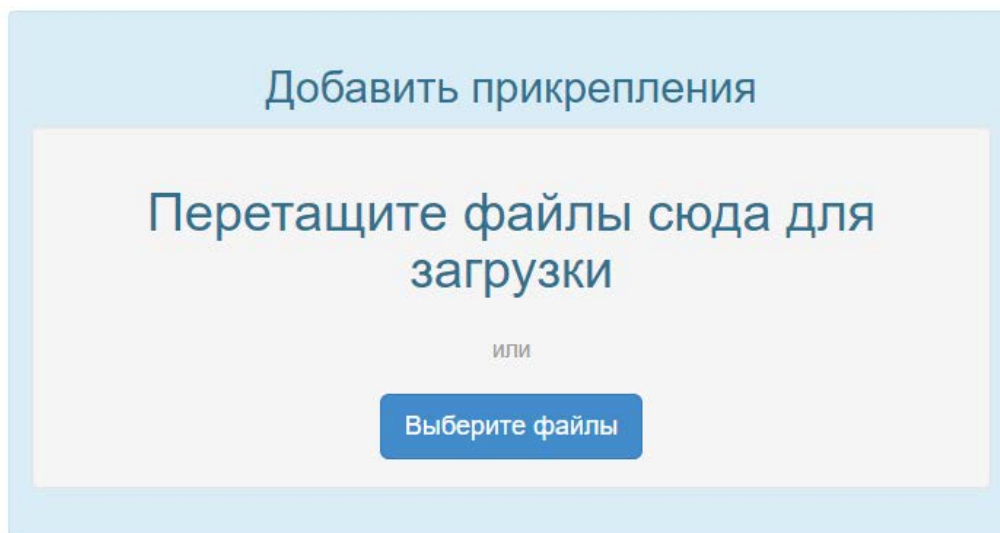 Добавить прикрепления
Перетащите файлы сюда для
загрузки
или
Выберите файлы